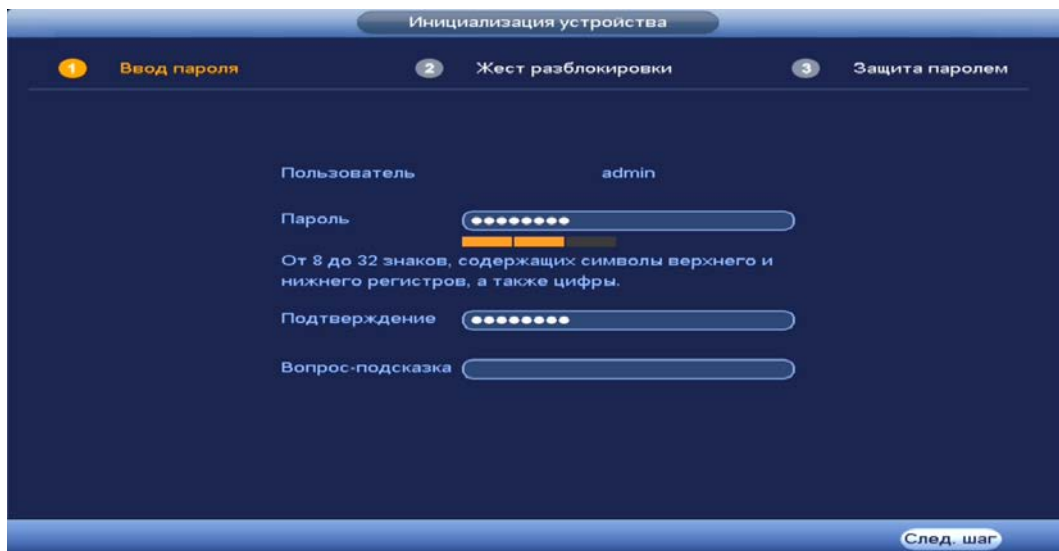 Инициализация устройства
1 Ввод пароля 2 Жест разблокировки 3 Защита паролем
Пользователь admin
Пароль ●●●●●●●●
От 8 до 32 знаков, содержащих символы верхнего и
нижнего регистров, а также цифры.
Подтверждение ●●●●●●●●
Вопрос-подсказка
След. шаг